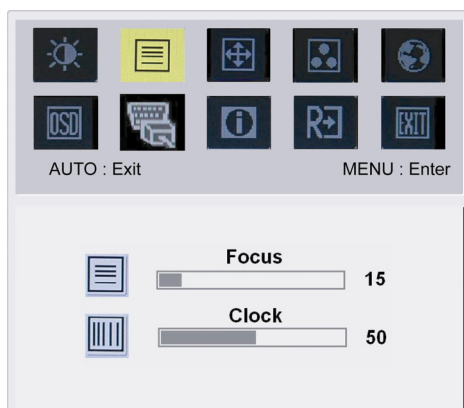 OSD
i
R
EXIT
AUTO : Exit
MENU : Enter
Focus
15
Clock
50